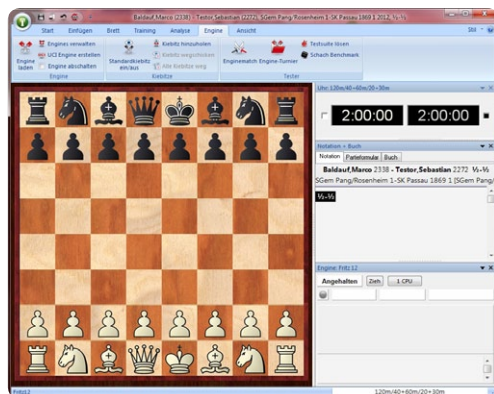 Baldauf,Marco (2338) - Testor,Sebastian (2272), SGem Pang/Rosenheim 1-SK Passau 1869 1 2012, ½-½
Start Einfügen Brett Training Analyse Engine Ansicht
Stil
Engine laden
Engines verwalten
UCI Engine erstellen
Engine abschalten
Engine
Standardkiebitz ein/aus
Kiebitz hinzuholen
Kiebitz wegschicken
Alle Kiebitze weg
Kiebitze
Enginematch Engine-Turnier
Testsuite lösen
Schach Benchmark
Tester
Uhr: 120m/40+60m/20+30m
2:00:00 2:00:00
Notation + Buch
Notation Partieformular Buch
Baldauf,Marco 2338 - Testor,Sebastian 2272 ½-½
SGem Pang/Rosenheim 1-SK Passau 1869 1 [SGem Pang/
½-½
Engine: Fritz 12
Angehalten Zieh 1 CPU
Fritz12 120m/40+60m/20+30m